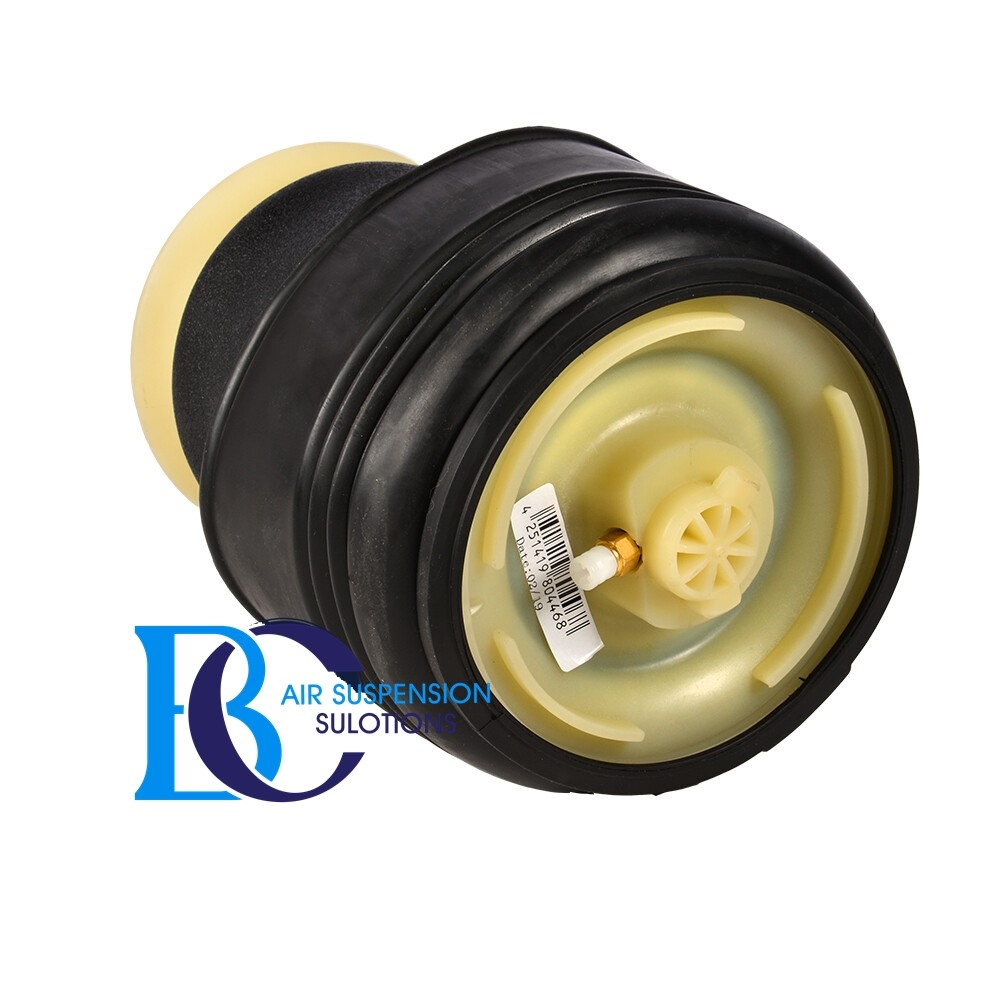 4 251419 804468
Date:02/19
BC
AIR SUSPENSION
SULOTIONS